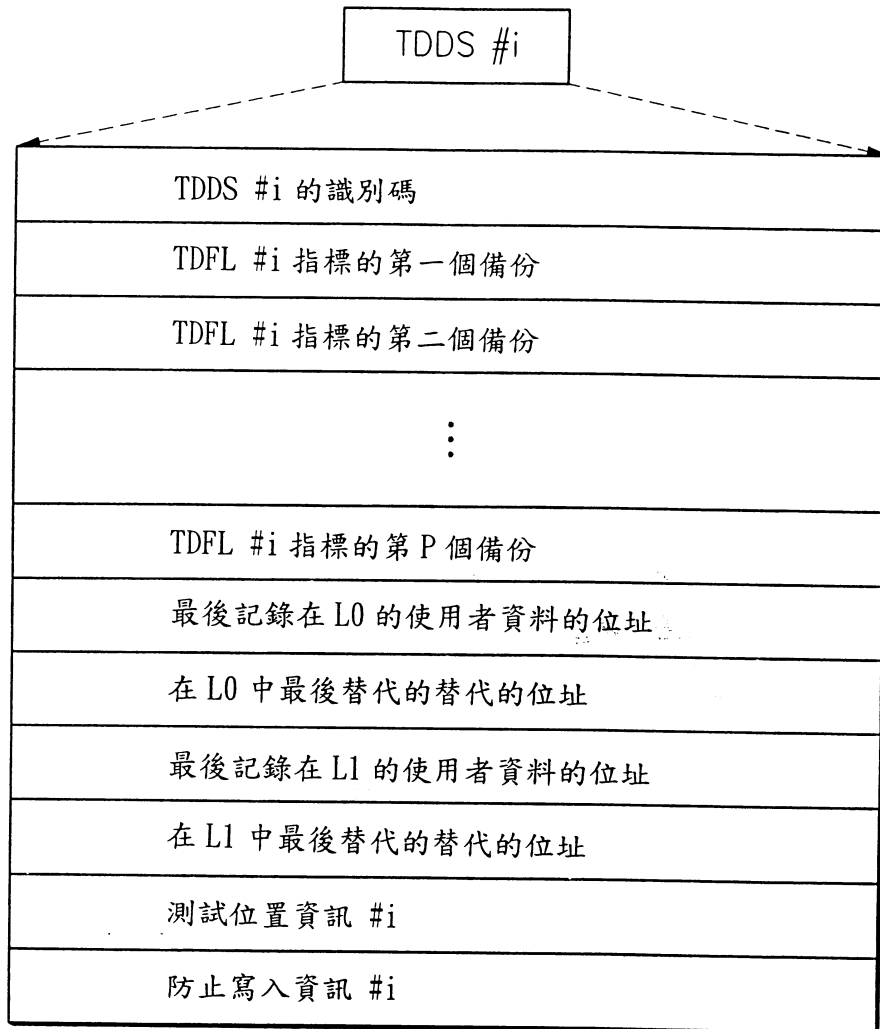 TDDS #i
TDDS #i 的識別碼
TDFL #i 指標的第一個備份
TDFL #i 指標的第二個備份
⋮
TDFL #i 指標的第 P 個備份
最後記錄在 L0 的使用者資料的位址
在 L0 中最後替代的替代的位址
最後記錄在 L1 的使用者資料的位址
在 L1 中最後替代的替代的位址
測試位置資訊 #i
防止寫入資訊 #i